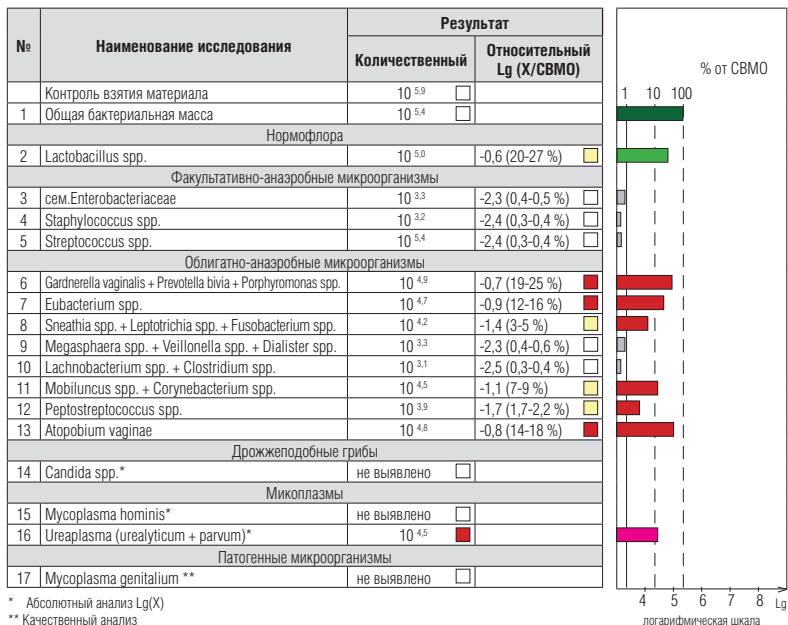 № Наименование исследования Результат
Количественный Относительный Lg (X/СВМО)
Контроль взятия материала 10 5,9
1 Общая бактериальная масса 10 5,4
Нормофлора
2 Lactobacillus spp. 10 5,0 -0,6 (20-27 %)
Факультативно-анаэробные микроорганизмы
3 сем.Enterobacteriaceae 10 3,3 -2,3 (0,4-0,5 %)
4 Staphylococcus spp. 10 3,2 -2,4 (0,3-0,4 %)
5 Streptococcus spp. 10 5,4 -2,4 (0,3-0,4 %)
Облигатно-анаэробные микроорганизмы
6 Gardnerella vaginalis + Prevotella bivia + Porphyromonas spp. 10 4,9 -0,7 (19-25 %)
7 Eubacterium spp. 10 4,7 -0,9 (12-16 %)
8 Sneathia spp. + Leptotrichia spp. + Fusobacterium spp. 10 4,2 -1,4 (3-5 %)
9 Megasphaera spp. + Veillonella spp. + Dialister spp. 10 3,3 -2,3 (0,4-0,6 %)
10 Lachnobacterium spp. + Clostridium spp. 10 3,1 -2,5 (0,3-0,4 %)
11 Mobiluncus spp. + Corynebacterium spp. 10 4,5 -1,1 (7-9 %)
12 Peptostreptococcus spp. 10 3,9 -1,7 (1,7-2,2 %)
13 Atopobium vaginae 10 4,8 -0,8 (14-18 %)
Дрожжеподобные грибы
14 Candida spp.* не выявлено
Микоплазмы
15 Mycoplasma hominis* не выявлено
16 Ureaplasma (urealyticum + parvum)* 10 4,5
Патогенные микроорганизмы
17 Mycoplasma genitalium ** не выявлено
* Абсолютный анализ Lg(X)
** Качественный анализ
% от СВМО
1 10 100
4 5 6 7 8 Lg
логарифмическая шкала